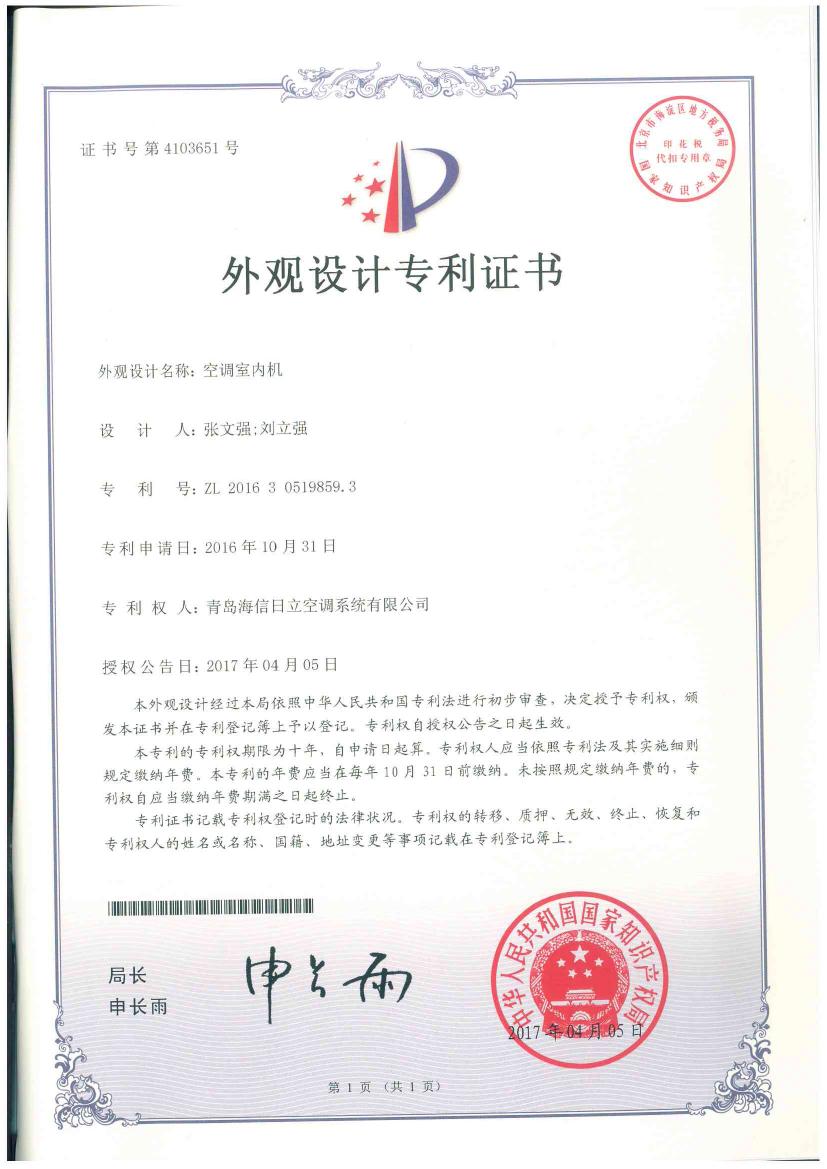 证书号第4103651号
北京市海淀区地方税务局
印花税
代扣专用章
国家知识产权局
外观设计专利证书
外观设计名称：空调室内机
设 计 人：张文强;刘立强
专 利 号：ZL 2016 3 0519859.3
专利申请日：2016年10月31日
专 利 权 人：青岛海信日立空调系统有限公司
授权公告日：2017年04月05日
本外观设计经过本局依照中华人民共和国专利法进行初步审查，决定授予专利权，颁
发本证书并在专利登记簿上予以登记。专利权自授权公告之日起生效。
本专利的专利权期限为十年，自申请日起算。专利权人应当依照专利法及其实施细则
规定缴纳年费。本专利的年费应当在每年10月31日前缴纳。未按照规定缴纳年费的，专
利权自应当缴纳年费期满之日起终止。
专利证书记载专利权登记时的法律状况。专利权的转移、质押、无效、终止、恢复和
专利权人的姓名或名称、国籍、地址变更等事项记载在专利登记簿上。
局长
申长雨
申长雨
中华人民共和国国家知识产权局
2017年04月05日
第1页（共1页）